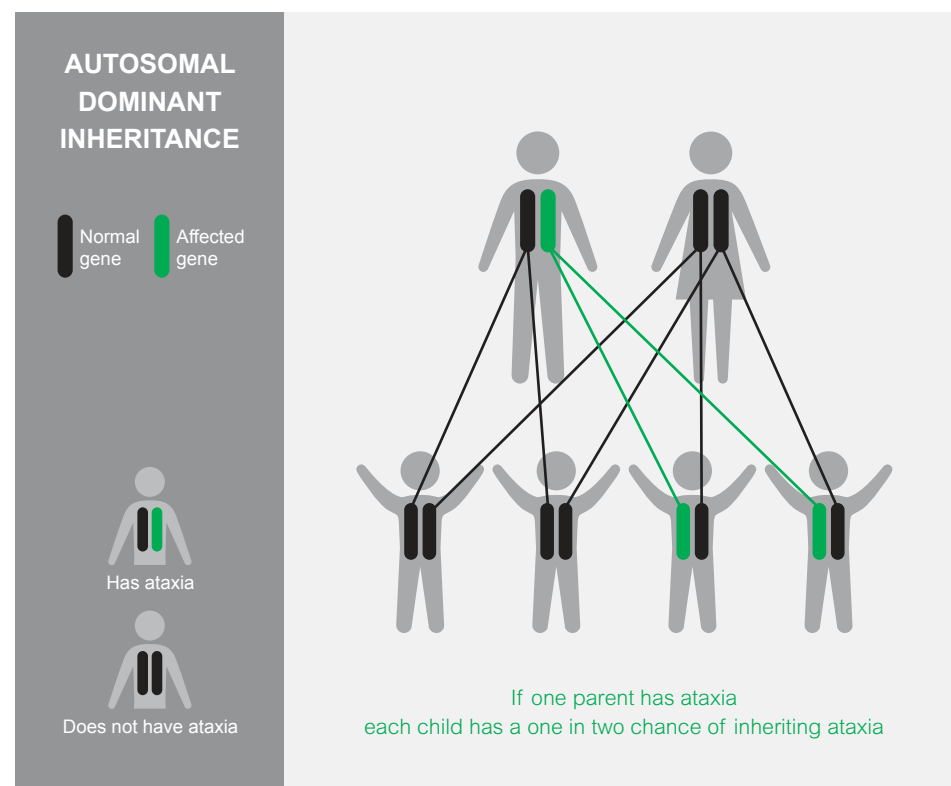 AUTOSOMAL
DOMINANT
INHERITANCE
Normal
gene
Affected
gene
Has ataxia
Does not have ataxia
If one parent has ataxia
each child has a one in two chance of inheriting ataxia